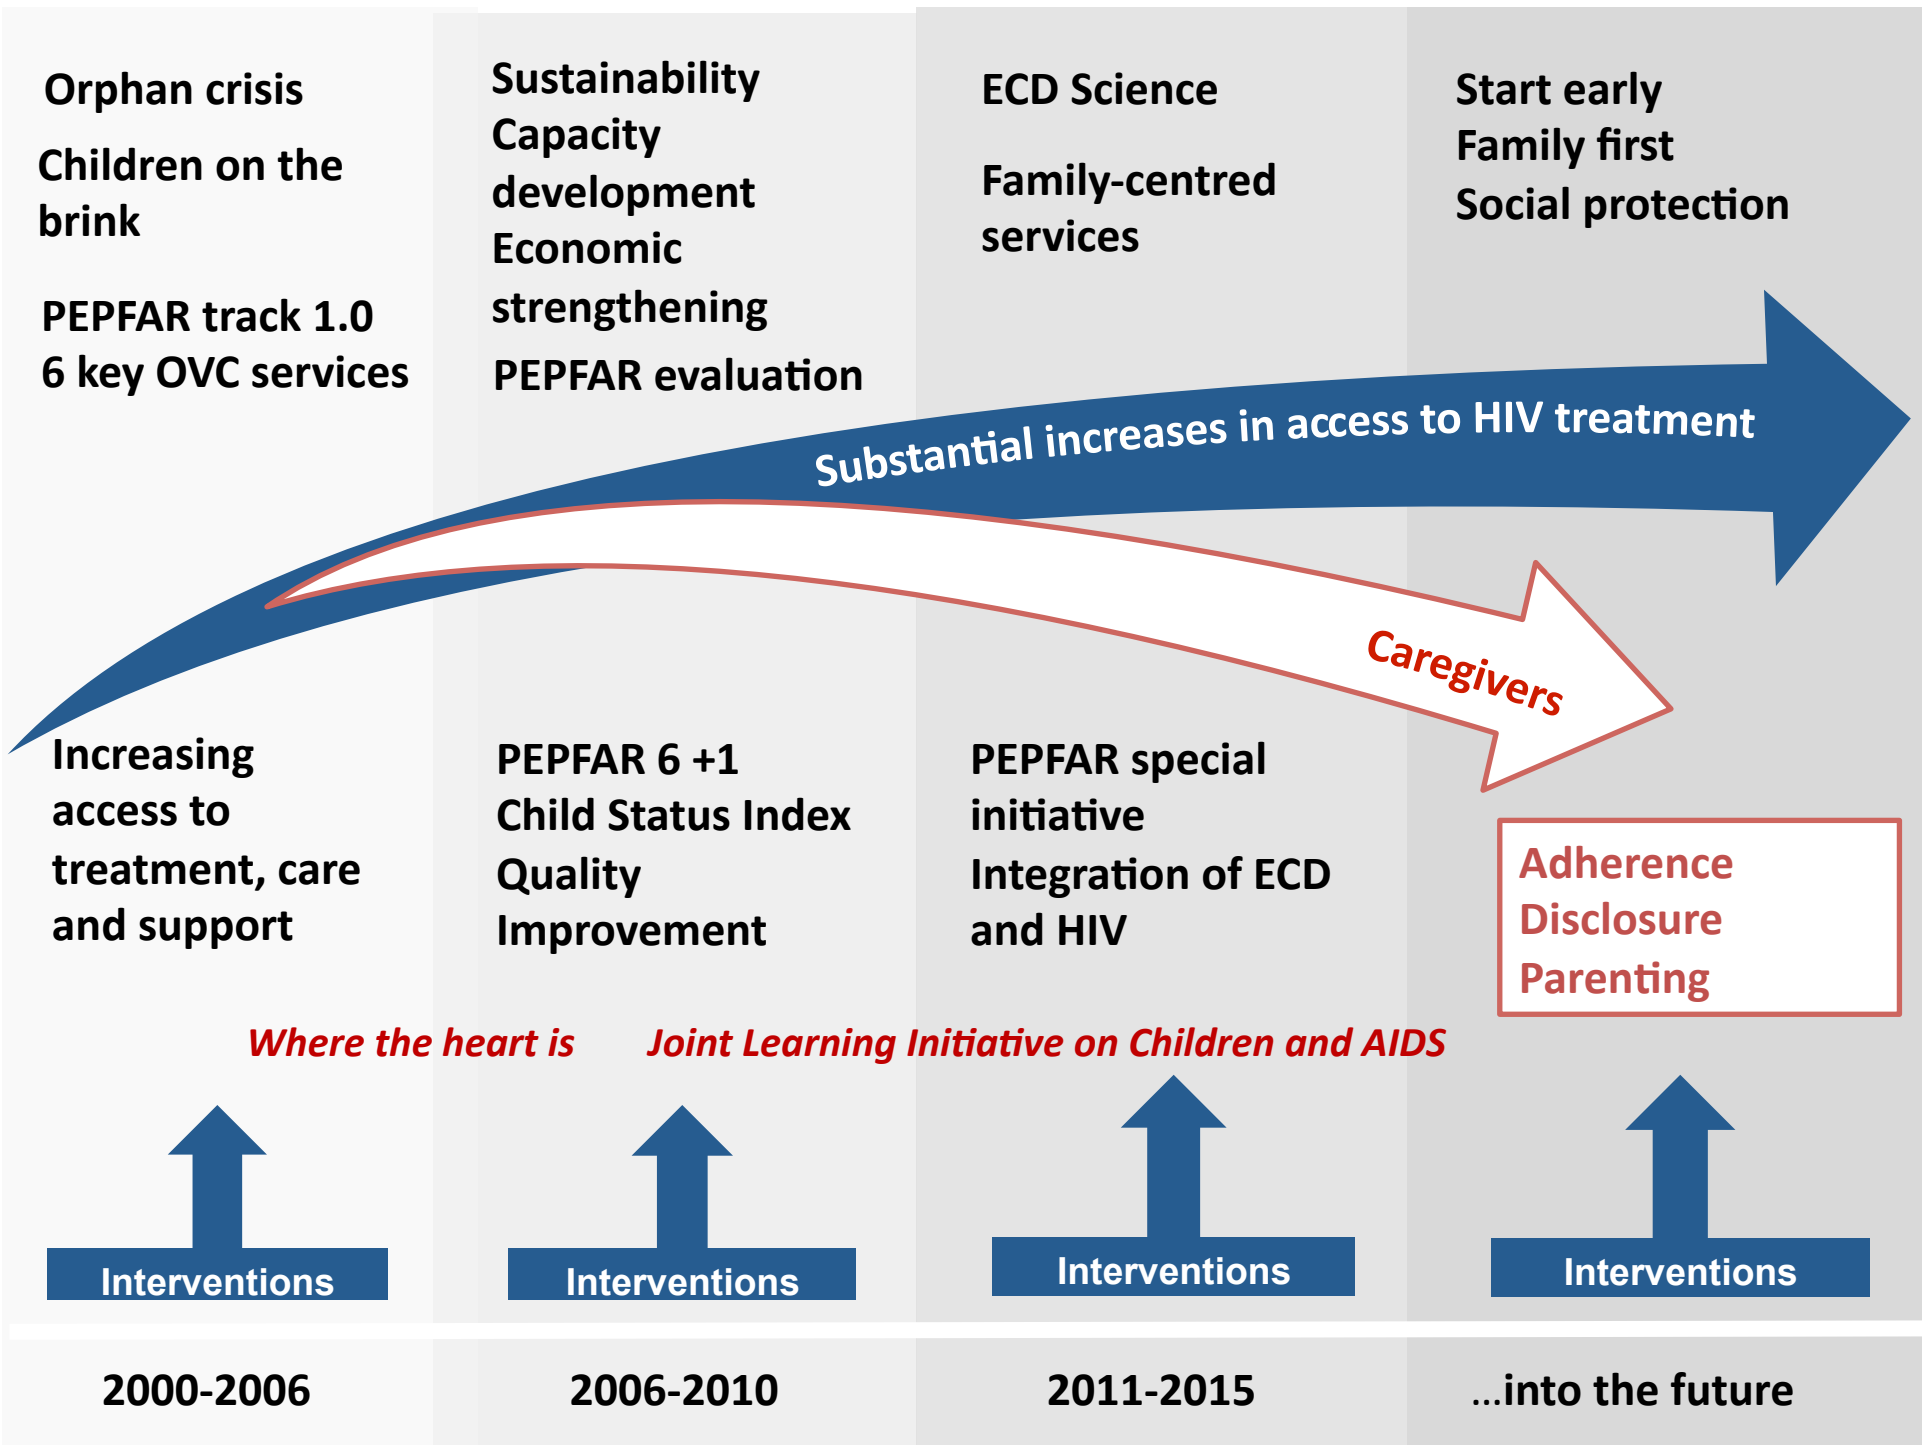 Orphan crisis
Children on the
brink
PEPFAR track 1.0
6 key OVC services
Sustainability
Capacity
development
Economic
strengthening
PEPFAR evaluation
ECD Science
Family-centred
services
Start early
Family first
Social protection
Substantial increases in access to HIV treatment
Caregivers
Increasing
access to
treatment, care
and support
PEPFAR 6 +1
Child Status Index
Quality
Improvement
PEPFAR special
initiative
Integration of ECD
and HIV
Adherence
Disclosure
Parenting
Where the heart is
Joint Learning Initiative on Children and AIDS
Interventions
Interventions
Interventions
Interventions
2000-2006
2006-2010
2011-2015
...into the future